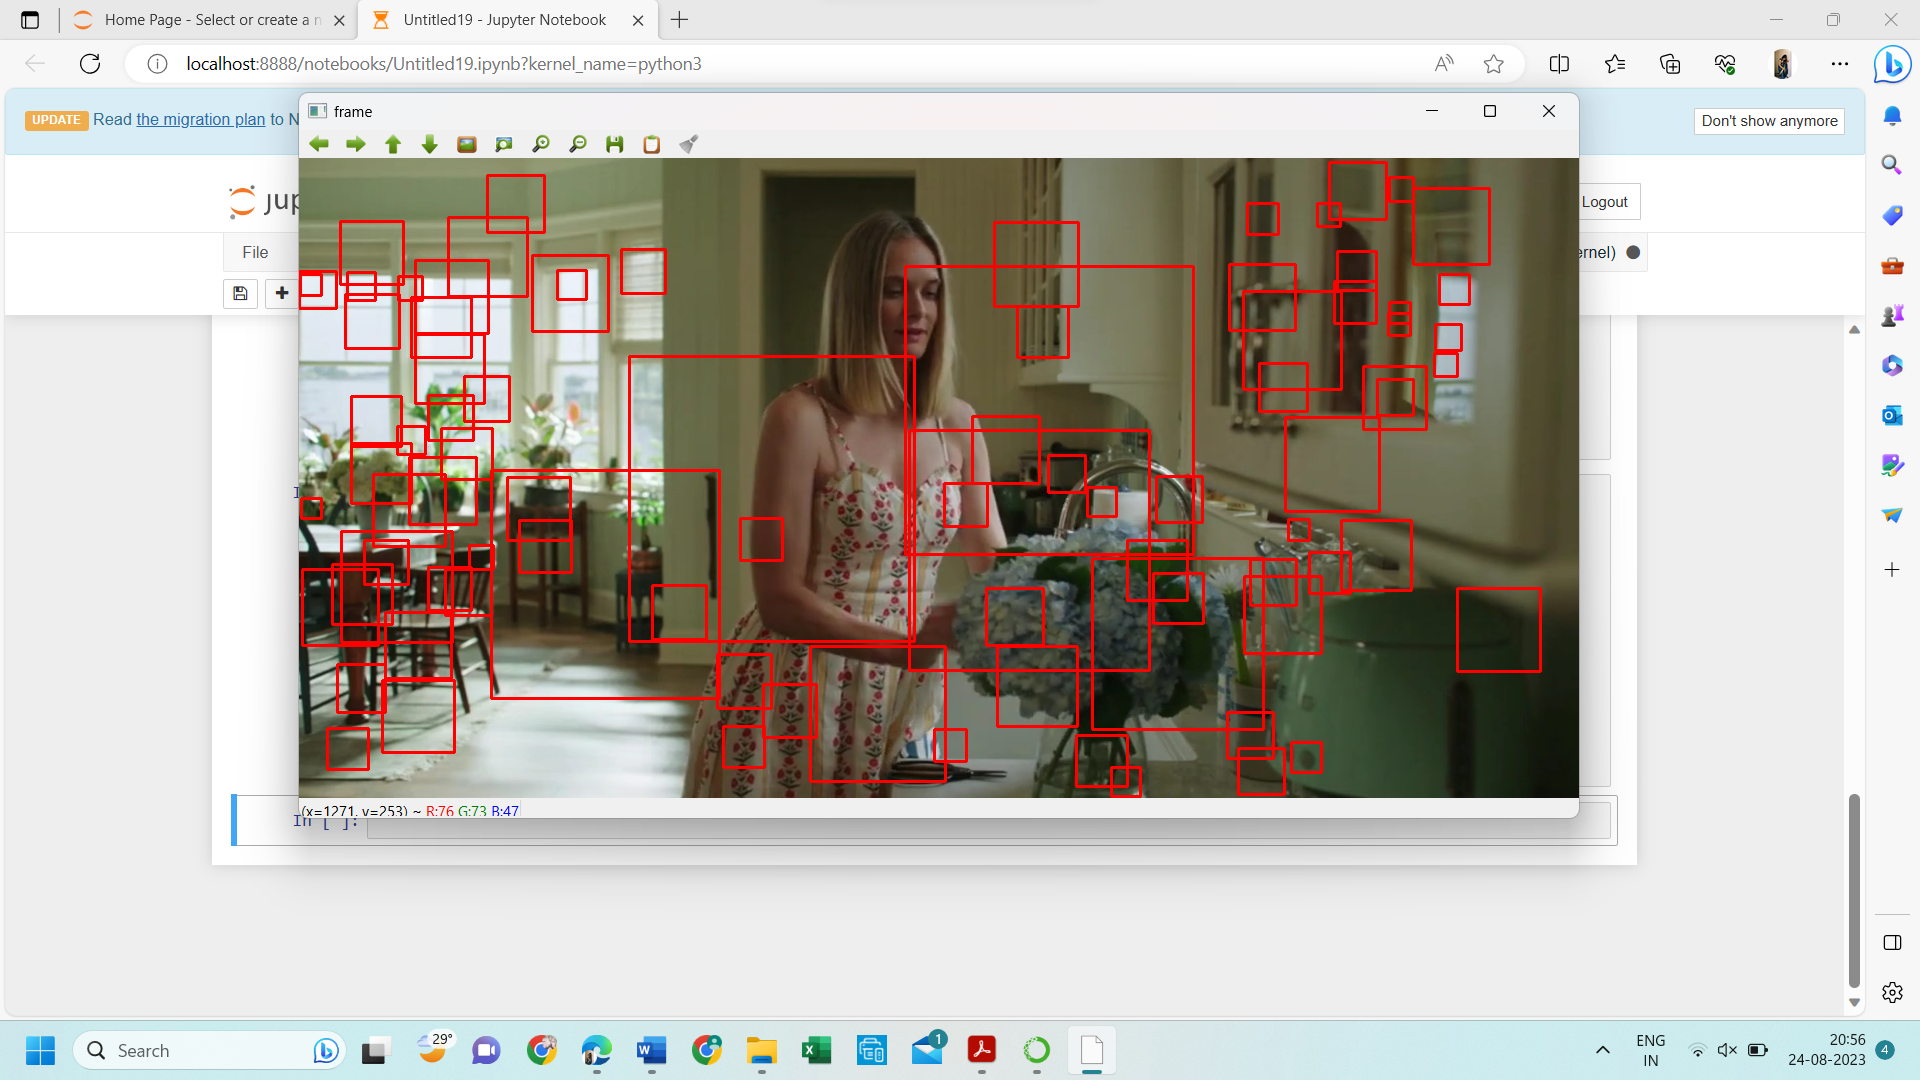 Home Page - Select or create a n
Untitled19 - Jupyter Notebook
localhost:8888/notebooks/Untitled19.ipynb?kernel_name=python3
frame
UPDATE Read the migration plan to N
Don't show anymore
jup
Logout
File
ernel)
(x=1271, y=253) ~ R:76 G:73 B:47
In [ ]:
Search
29°
1
ENG
IN
20:56
24-08-2023
4